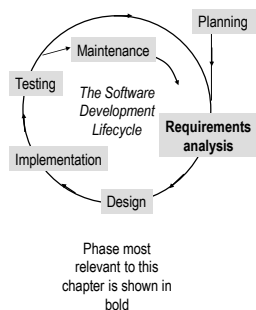 Planning
Maintenance
Testing
The Software
Development
Lifecycle
Requirements
analysis
Implementation
Design
Phase most
relevant to this
chapter is shown in
bold